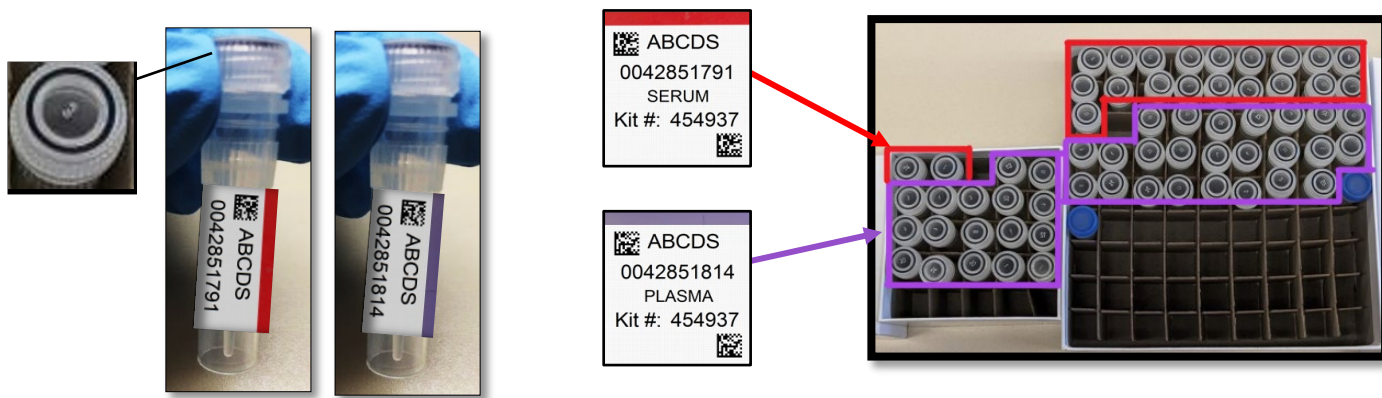 ABCDS
0042851791
ABCDS
0042851814
ABCDS
0042851791
SERUM
Kit #: 454937
ABCDS
0042851814
PLASMA
Kit #: 454937